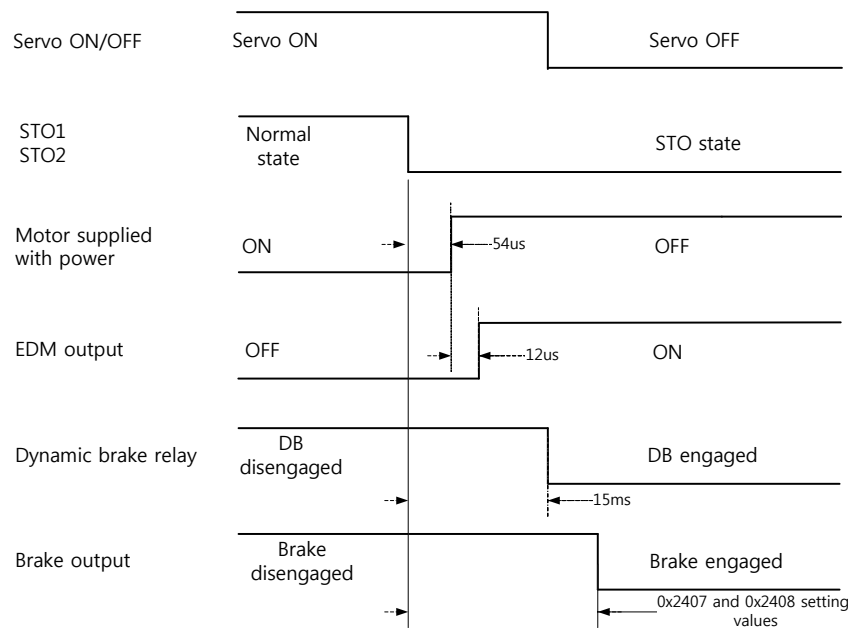 Servo ON/OFF
Servo ON
Servo OFF
STO1
STO2
Normal
state
STO state
Motor supplied
with power
ON
54us
OFF
EDM output
OFF
12us
ON
Dynamic brake relay
DB
disengaged
DB engaged
15ms
Brake output
Brake
disengaged
Brake engaged
0x2407 and 0x2408 setting
values